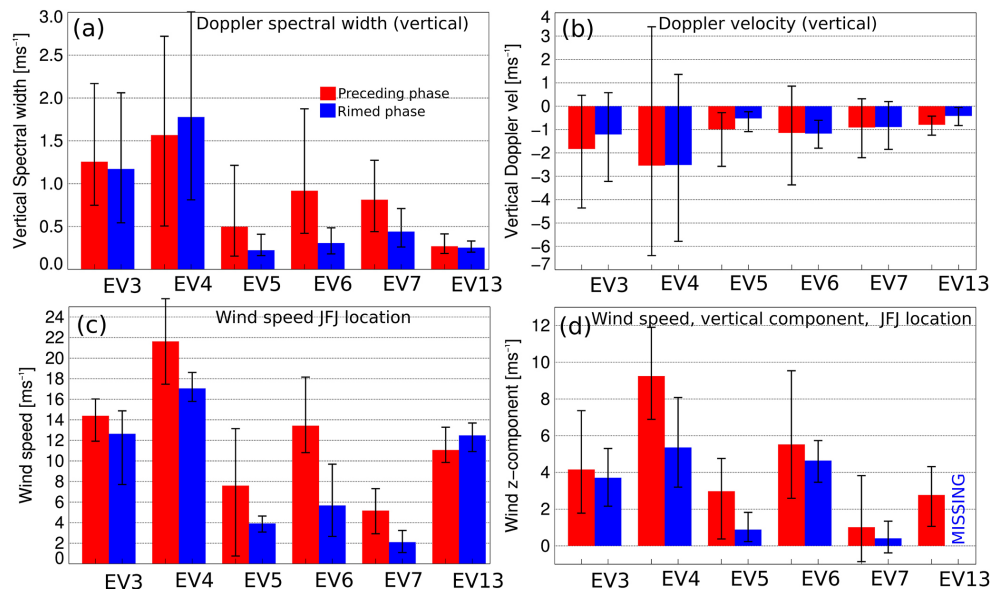 (a) Doppler spectral width (vertical)
Vertical Spectral width [ms⁻¹]
3.0
2.5
2.0
1.5
1.0
0.5
0.0
Preceding phase
Rimed phase
EV3 EV4 EV5 EV6 EV7 EV13
(b) Doppler velocity (vertical)
Vertical Doppler vel [ms⁻¹]
4
3
2
1
0
−1
−2
−3
−4
−5
−6
−7
EV3 EV4 EV5 EV6 EV7 EV13
(c) Wind speed JFJ location
Wind speed [ms⁻¹]
24
22
20
18
16
14
12
10
8
6
4
2
0
EV3 EV4 EV5 EV6 EV7 EV13
(d) Wind speed, vertical component, JFJ location
Wind z−component [ms⁻¹]
12
10
8
6
4
2
0
MISSING
EV3 EV4 EV5 EV6 EV7 EV13